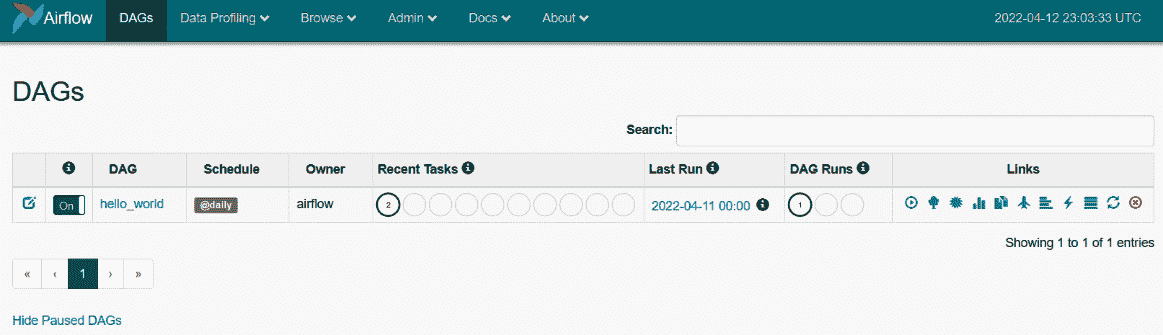 Airflow DAGs Data Profiling Browse Admin Docs About 2022-04-12 23:03:33 UTC
DAGs
Search:
DAG Schedule Owner Recent Tasks Last Run DAG Runs Links
On hello_world @daily airflow 2 2022-04-11 00:00 1
Showing 1 to 1 of 1 entries
« ‹ 1 › »
Hide Paused DAGs